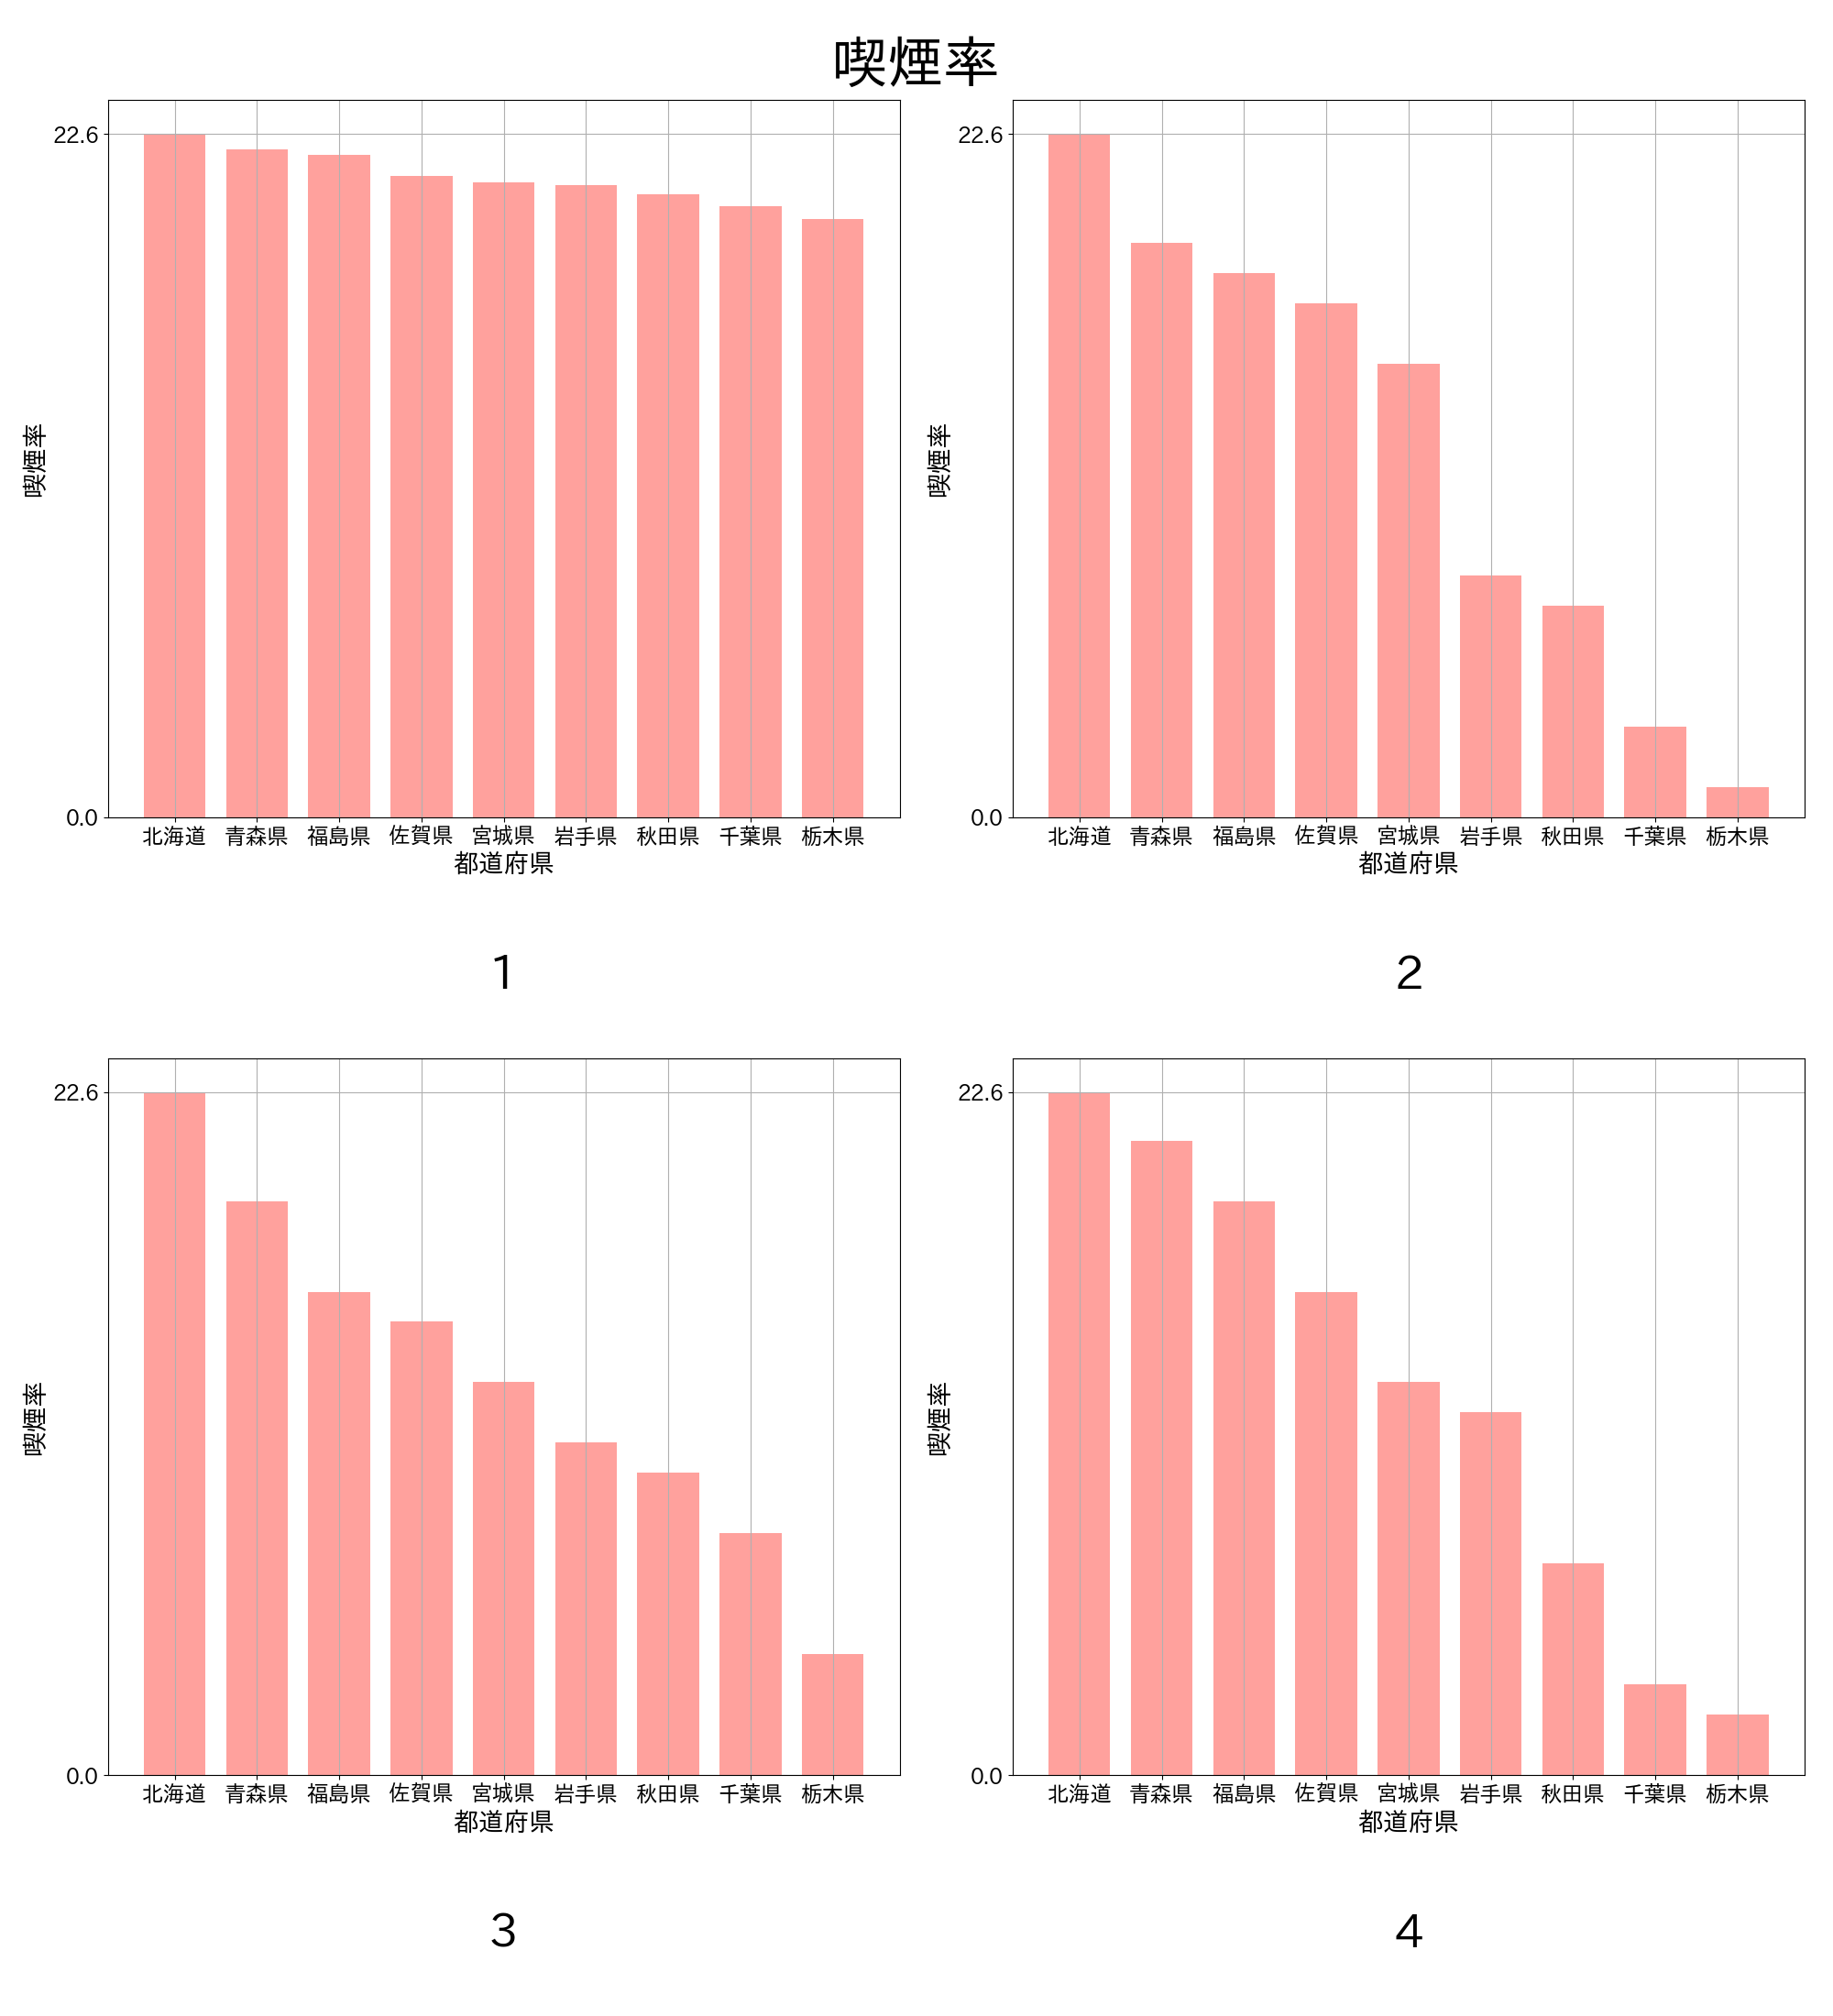 喫煙率
22.6
喫煙率
0.0
北海道 青森県 福島県 佐賀県 宮城県 岩手県 秋田県 千葉県 栃木県
都道府県
1
22.6
喫煙率
0.0
北海道 青森県 福島県 佐賀県 宮城県 岩手県 秋田県 千葉県 栃木県
都道府県
2
22.6
喫煙率
0.0
北海道 青森県 福島県 佐賀県 宮城県 岩手県 秋田県 千葉県 栃木県
都道府県
3
22.6
喫煙率
0.0
北海道 青森県 福島県 佐賀県 宮城県 岩手県 秋田県 千葉県 栃木県
都道府県
4